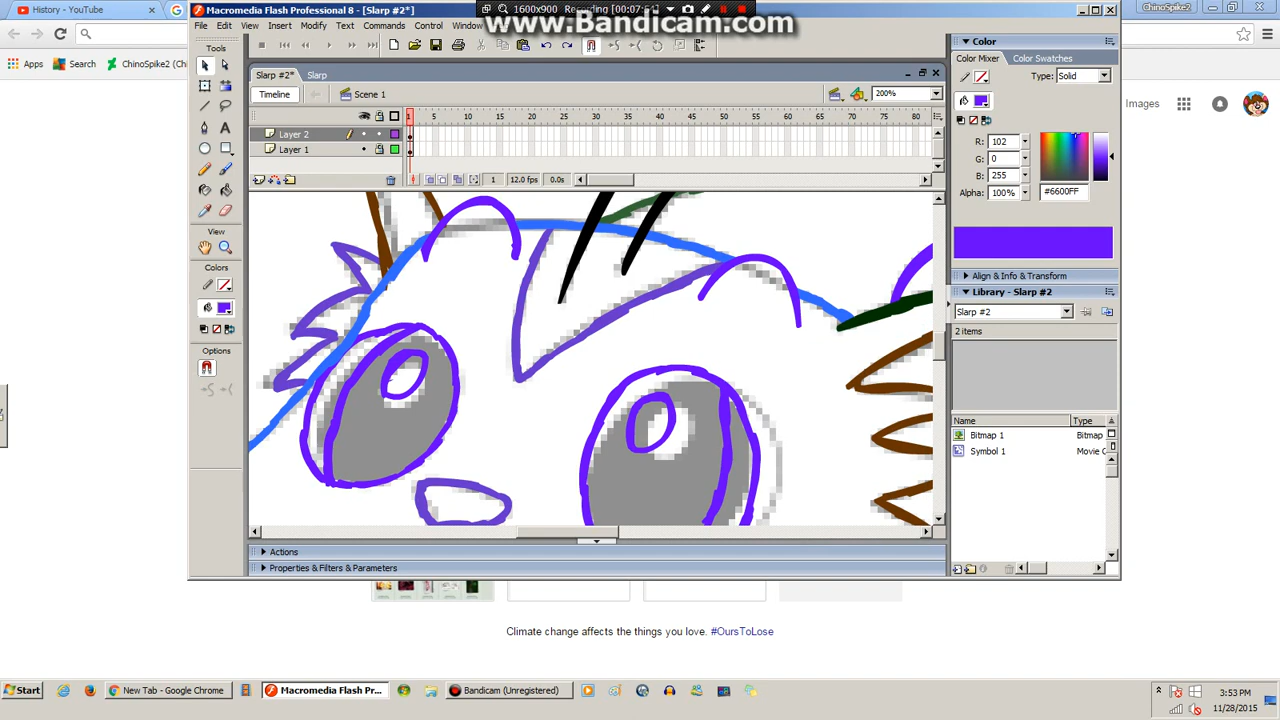 History - YouTube
ChinoSpike2
Apps
Search
ChinoSpike2 (Ch
Images
Macromedia Flash Professional 8 - [Slarp #2*]
1600x900 Recording
www.Bandicam.com
File
Edit
View
Insert
Modify
Text
Commands
Control
Window
Slarp #2*
Slarp
Timeline
Scene 1
200%
1 5 10 15 20 25 30 35 40 45 50 55 60 65 70 75 80
Layer 2
Layer 1
1 12.0 fps 0.0s
Tools
View
Colors
Options
Color
Color Mixer
Color Swatches
Type: Solid
R: 102
G: 0
B: 255
Alpha: 100%
#6600FF
Align & Info & Transform
Library - Slarp #2
Slarp #2
2 items
Name
Type
Bitmap 1
Bitmap
Symbol 1
Movie C
Actions
Properties & Filters & Parameters
Climate change affects the things you love. #OursToLose
Start
New Tab - Google Chrome
Macromedia Flash Pr...
Bandicam (Unregistered)
3:53 PM
11/28/2015